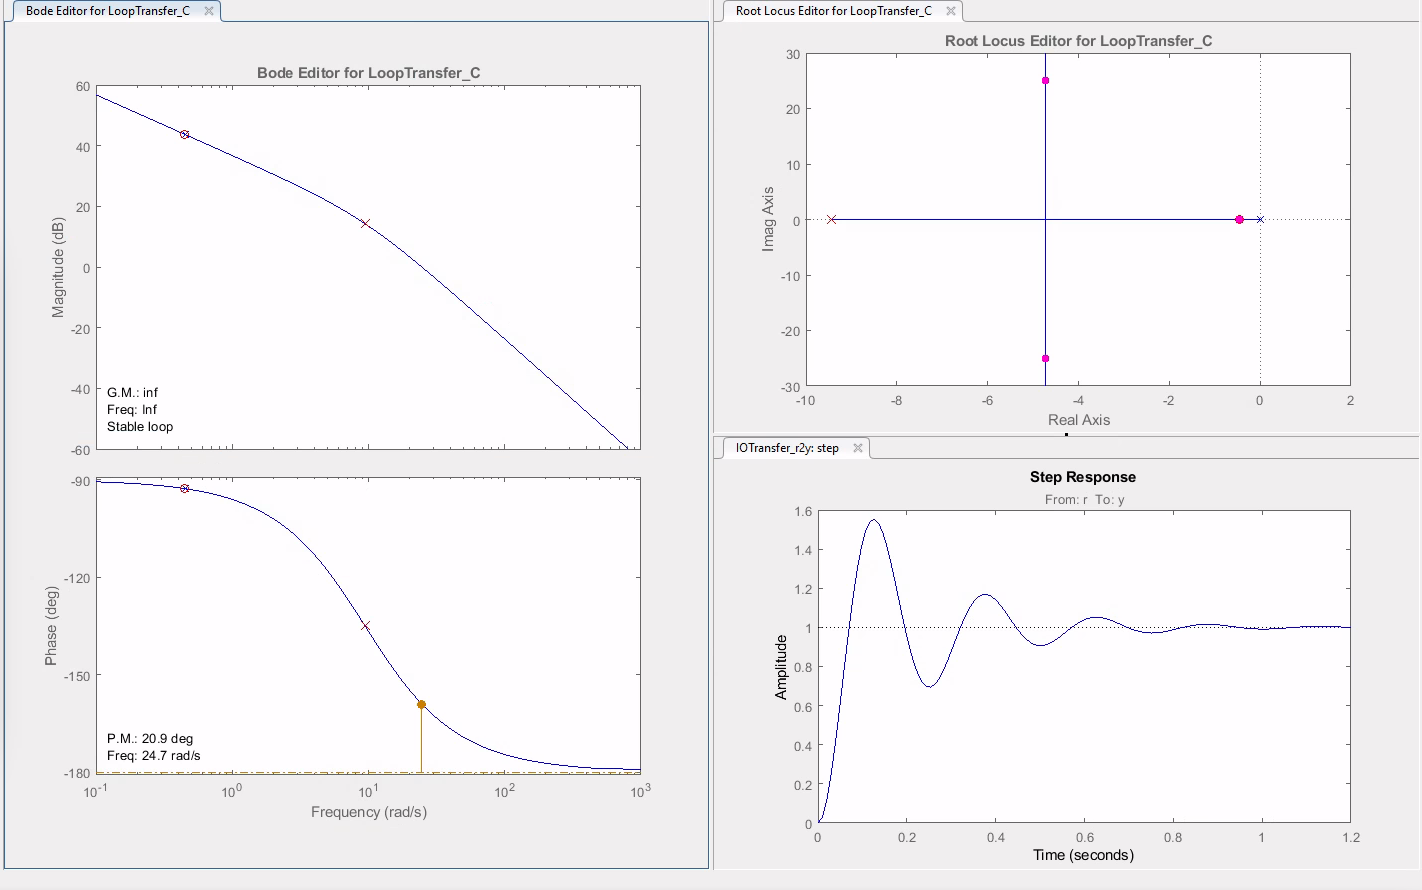 Bode Editor for LoopTransfer_C
Bode Editor for LoopTransfer_C
60
40
20
0
-20
-40
-60
Magnitude (dB)
G.M.: inf
Freq: Inf
Stable loop
-90
-120
-150
-180
Phase (deg)
P.M.: 20.9 deg
Freq: 24.7 rad/s
10^-1 10^0 10^1 10^2 10^3
Frequency (rad/s)
Root Locus Editor for LoopTransfer_C
Root Locus Editor for LoopTransfer_C
30
20
10
0
-10
-20
-30
Imag Axis
-10 -8 -6 -4 -2 0 2
Real Axis
IOTransfer_r2y: step
Step Response
From: r To: y
1.6
1.4
1.2
1
0.8
0.6
0.4
0.2
0
Amplitude
0 0.2 0.4 0.6 0.8 1 1.2
Time (seconds)